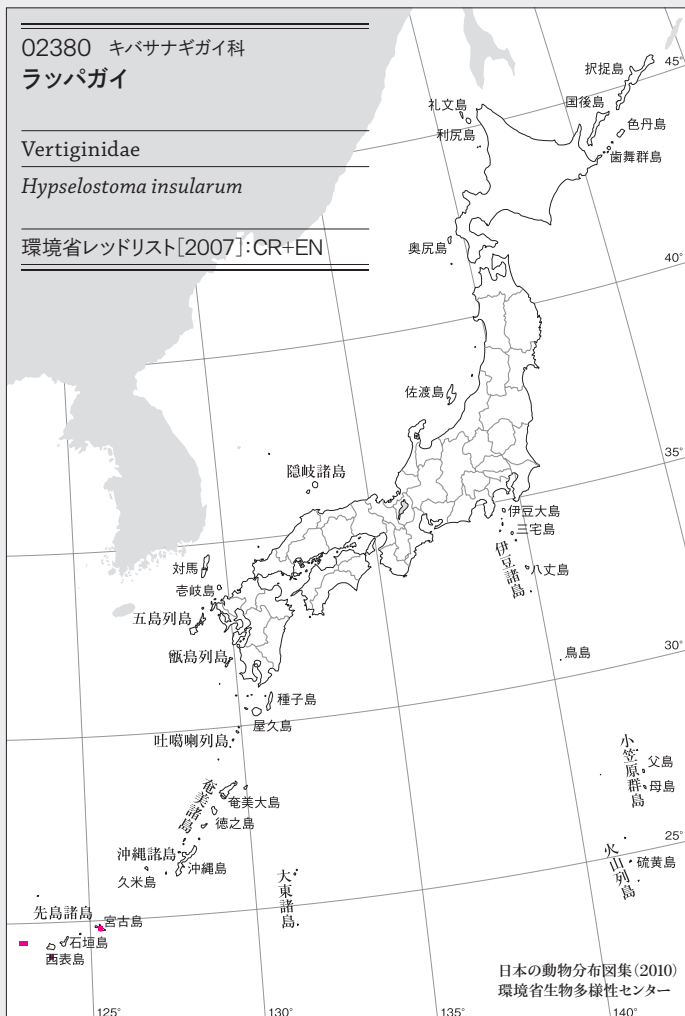 02380 キバサナギガイ科
ラッパガイ
Vertiginidae
Hypselostoma insularum
環境省レッドリスト[2007]:CR+EN
択捉島
45°
国後島
礼文島
色丹島
利尻島
歯舞群島
奥尻島
40°
佐渡島
35°
隠岐諸島
伊豆大島
三宅島
伊豆諸島
八丈島
対馬
壱岐島
五島列島
甑島列島
鳥島
30°
種子島
屋久島
吐噶喇列島
小笠原群島
父島
母島
奄美諸島
奄美大島
徳之島
25°
沖縄諸島
沖縄島
久米島
火山列島
硫黄島
大東諸島
先島諸島
宮古島
石垣島
西表島
日本の動物分布図集(2010)
環境省生物多様性センター
125°
130°
135°
140°